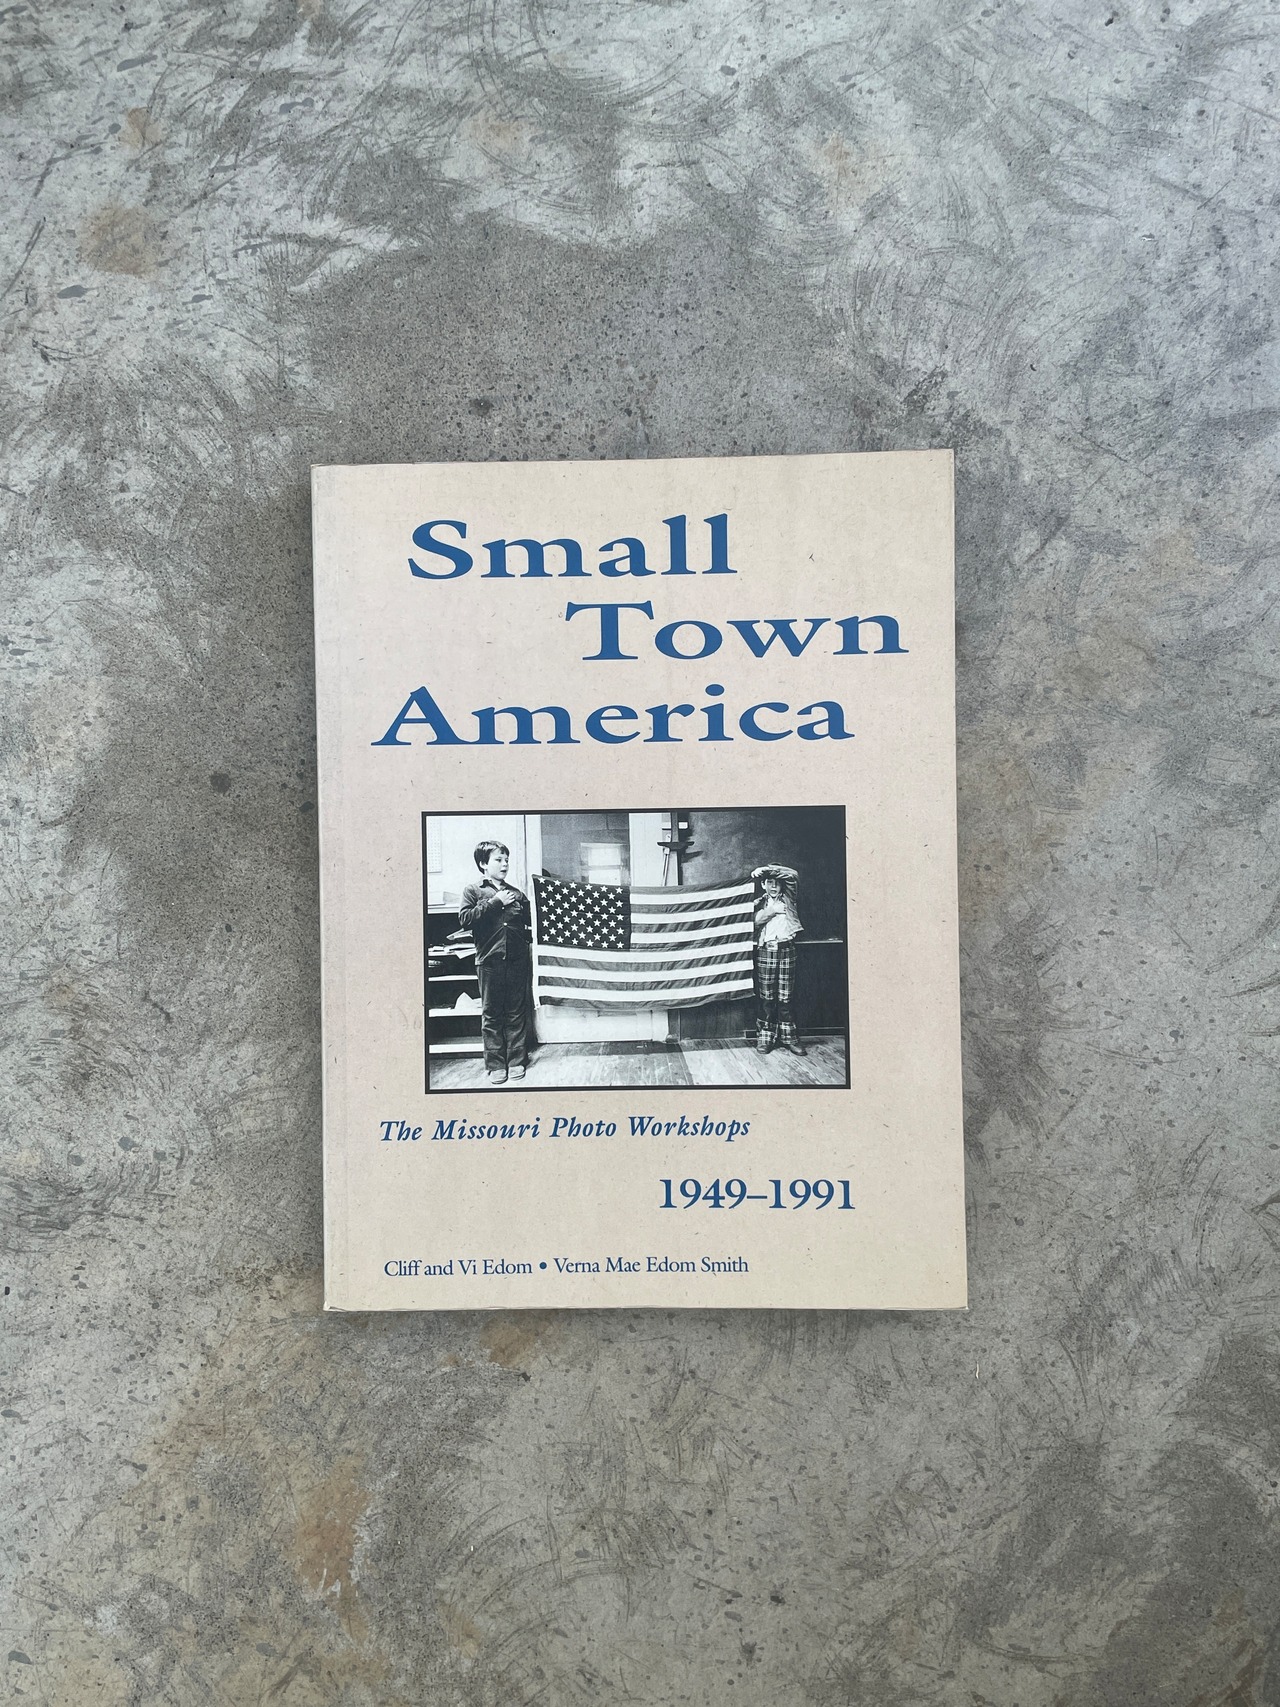 Small
Town
America
The Missouri Photo Workshops
1949–1991
Cliff and Vi Edom • Verna Mae Edom Smith